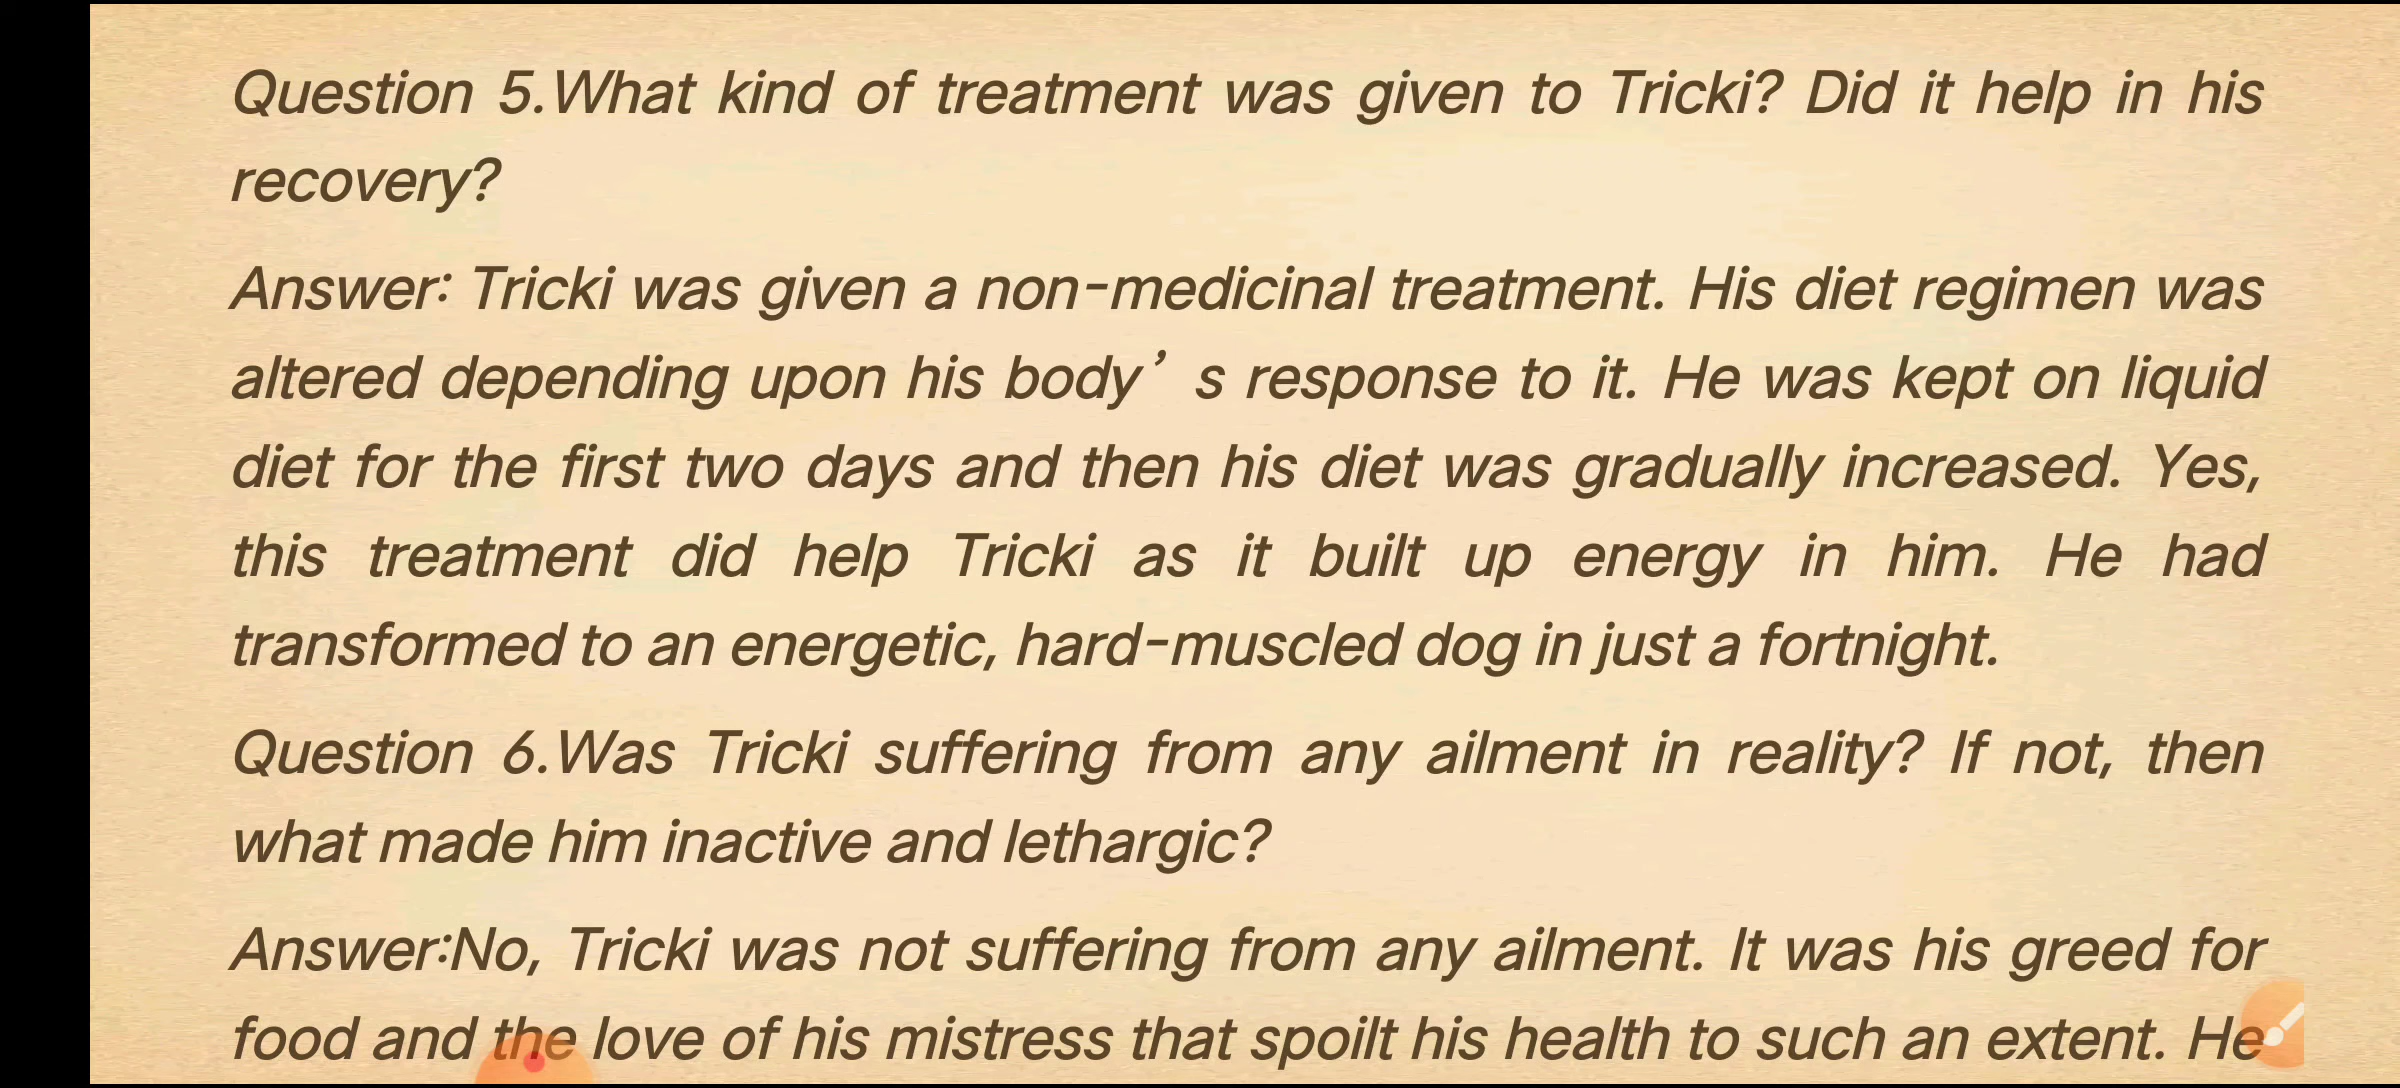 Question 5.What kind of treatment was given to Tricki? Did it help in his
recovery?
Answer: Tricki was given a non-medicinal treatment. His diet regimen was
altered depending upon his body’ s response to it. He was kept on liquid
diet for the first two days and then his diet was gradually increased. Yes,
this treatment did help Tricki as it built up energy in him. He had
transformed to an energetic, hard-muscled dog in just a fortnight.
Question 6.Was Tricki suffering from any ailment in reality? If not, then
what made him inactive and lethargic?
Answer:No, Tricki was not suffering from any ailment. It was his greed for
food and the love of his mistress that spoilt his health to such an extent. He